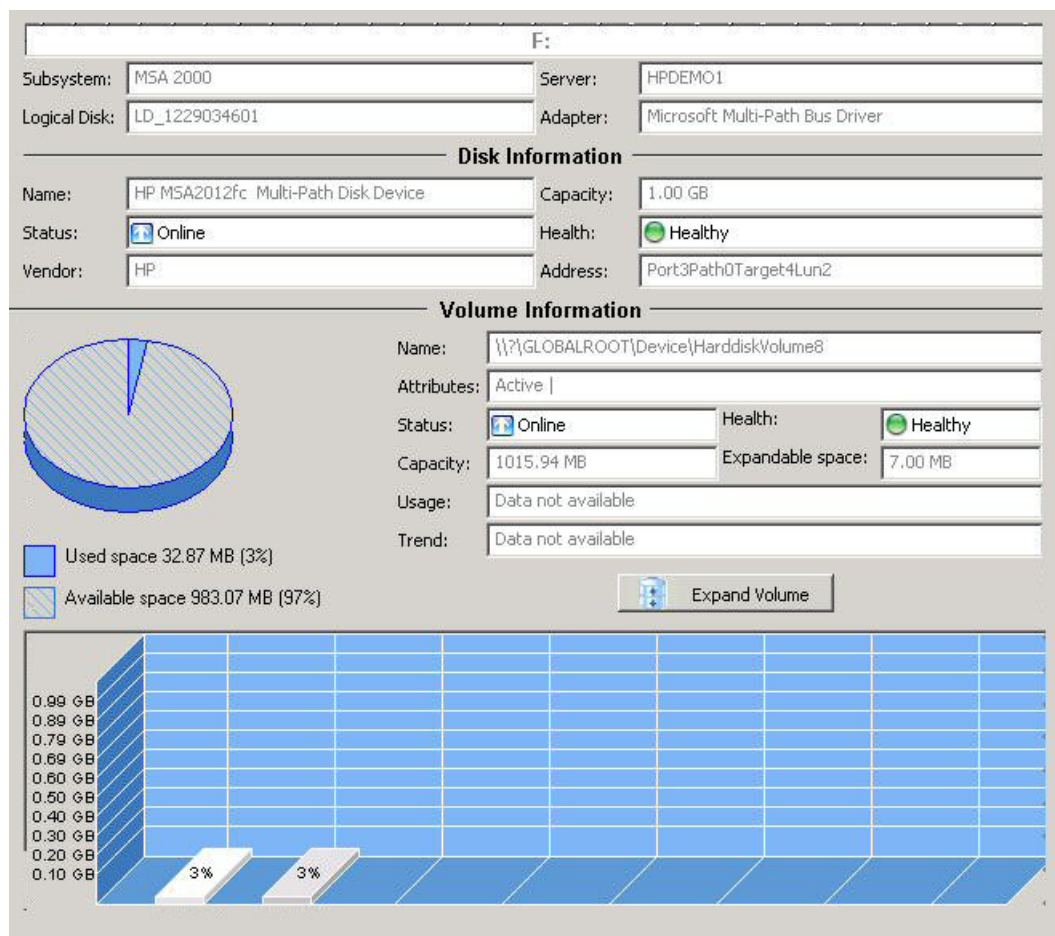 F:
Subsystem: MSA 2000 Server: HPDEMO1
Logical Disk: LD_1229034601 Adapter: Microsoft Multi-Path Bus Driver
Disk Information
Name: HP MSA2012fc Multi-Path Disk Device Capacity: 1.00 GB
Status: Online Health: Healthy
Vendor: HP Address: Port3Path0Target4Lun2
Volume Information
Name: \\?\GLOBALROOT\Device\HarddiskVolume8
Attributes: Active |
Status: Online Health: Healthy
Capacity: 1015.94 MB Expandable space: 7.00 MB
Usage: Data not available
Trend: Data not available
Used space 32.87 MB (3%)
Available space 983.07 MB (97%)
Expand Volume
0.99 GB
0.89 GB
0.79 GB
0.69 GB
0.60 GB
0.50 GB
0.40 GB
0.30 GB
0.20 GB
0.10 GB
3% 3%